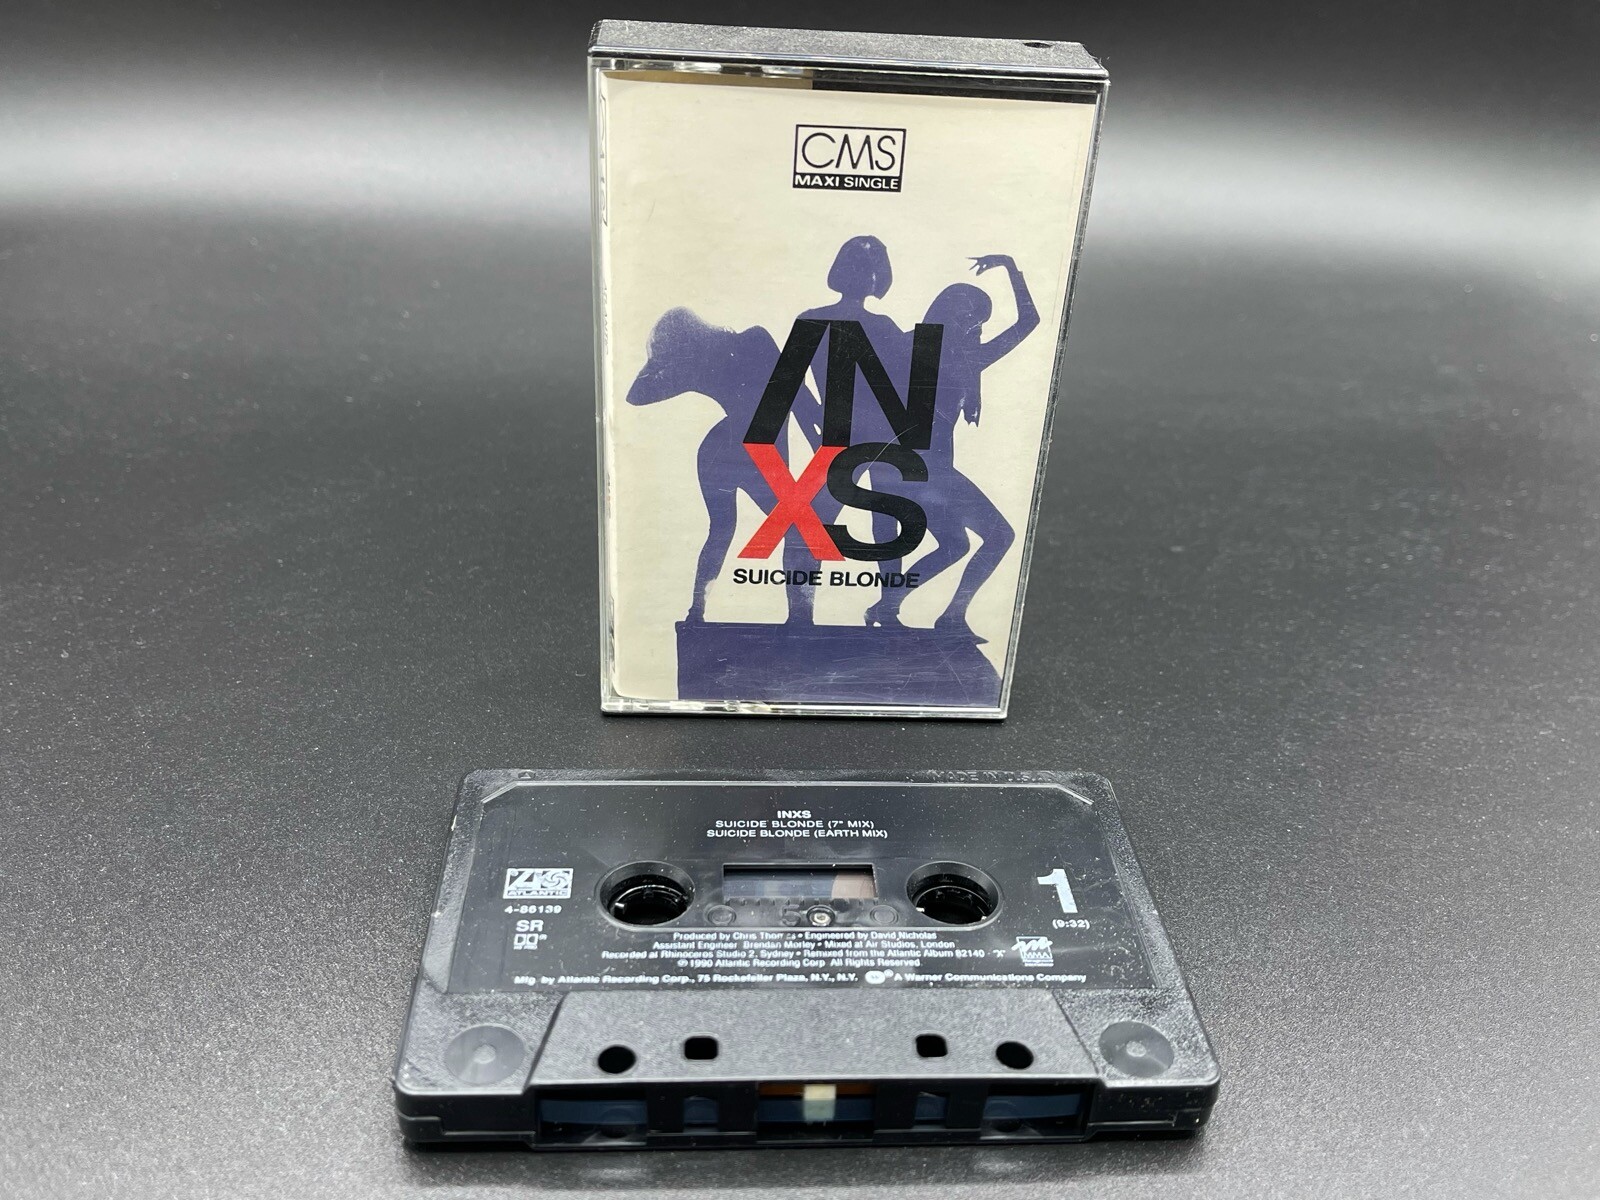 CMS
MAXI SINGLE
INXS
SUICIDE BLONDE
MADE IN U.S.A.
INXS
SUICIDE BLONDE (7" MIX)
SUICIDE BLONDE (EARTH MIX)
ATLANTIC
4-86139
SR
1
(9:32)
Produced by Chris Thomas • Engineered by David Nicholas
Assistant Engineer Brendan Morley • Mixed at Air Studios, London
Recorded at Rhinoceros Studio 2, Sydney • Remixed from the Atlantic Album 82140 - "X"
℗© 1990 Atlantic Recording Corp. All Rights Reserved.
MMA
Mfg. by Atlantic Recording Corp., 75 Rockefeller Plaza, N.Y., N.Y. ® A Warner Communications Company